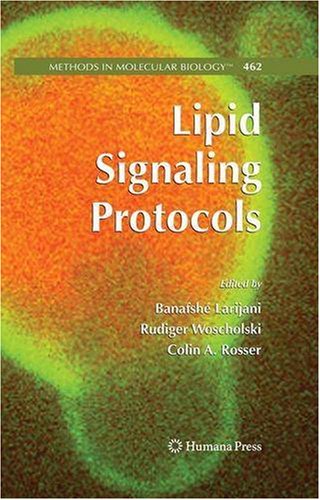 METHODS IN MOLECULAR BIOLOGY™ 462
Lipid
Signaling
Protocols
Edited by
Banafshé Larijani
Rudiger Woscholski
Colin A. Rosser
Humana Press